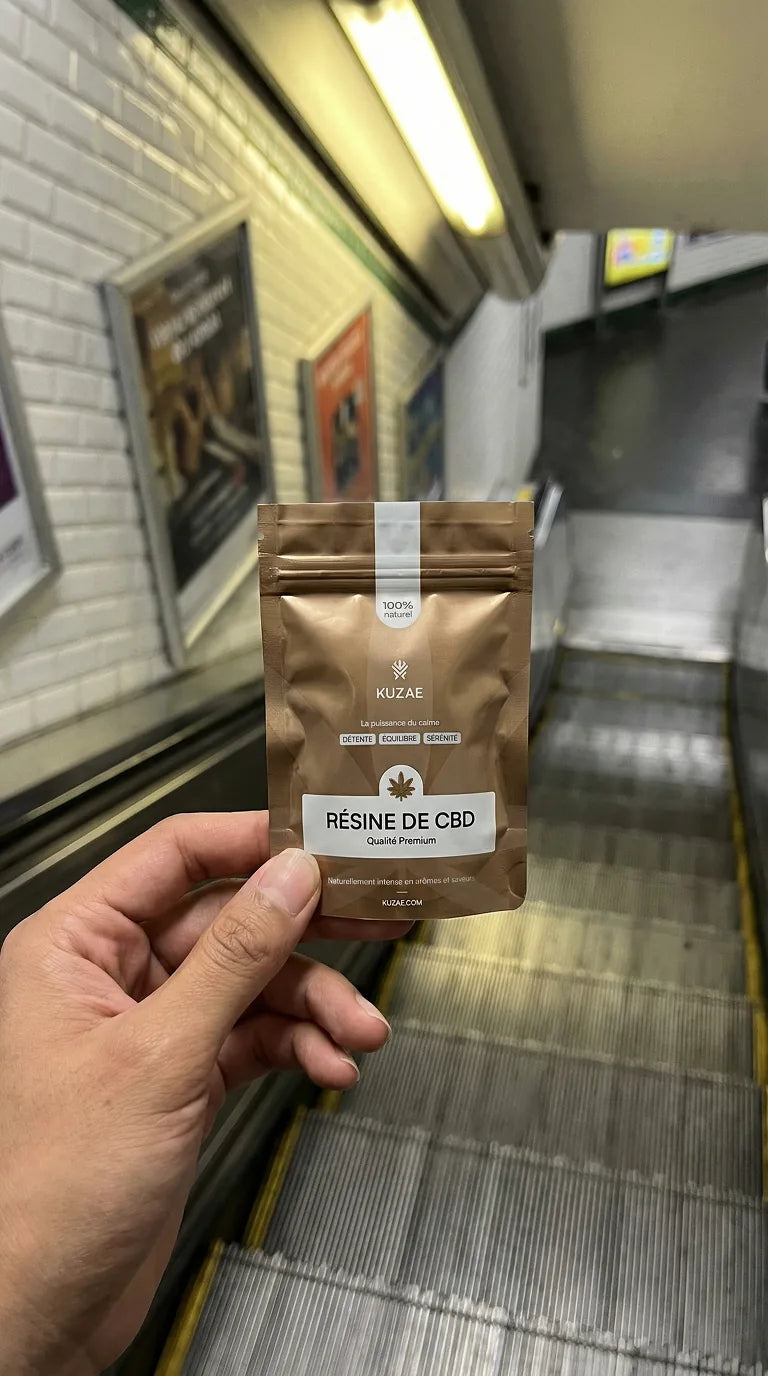 100%
naturel
KUZAE
La puissance du calme
DÉTENTE ÉQUILIBRE SÉRÉNITÉ
RÉSINE DE CBD
Qualité Premium
Naturellement intense en arômes et saveurs
KUZAE.COM